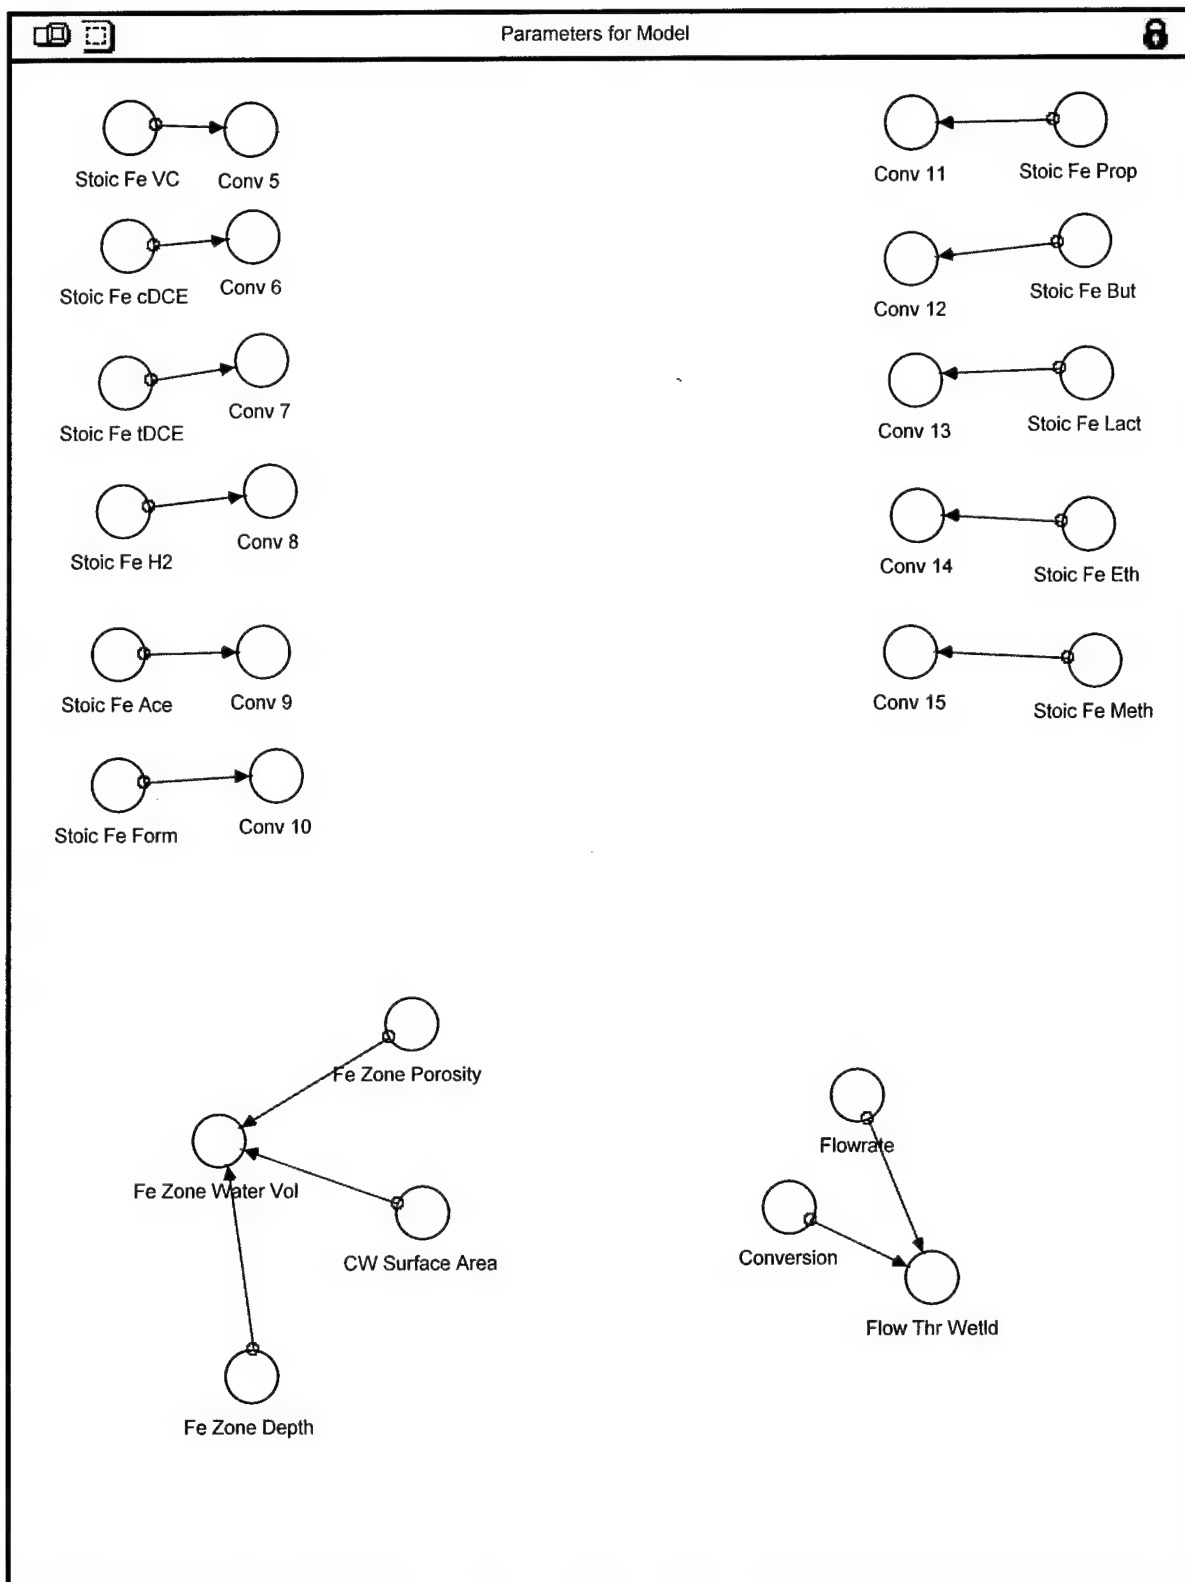 Parameters for Model
Stoic Fe VC
Conv 5
Conv 11
Stoic Fe Prop
Stoic Fe cDCE
Conv 6
Conv 12
Stoic Fe But
Stoic Fe tDCE
Conv 7
Conv 13
Stoic Fe Lact
Stoic Fe H2
Conv 8
Conv 14
Stoic Fe Eth
Stoic Fe Ace
Conv 9
Conv 15
Stoic Fe Meth
Stoic Fe Form
Conv 10
Fe Zone Porosity
Flowrate
Fe Zone Water Vol
CW Surface Area
Conversion
Flow Thr Wetld
Fe Zone Depth